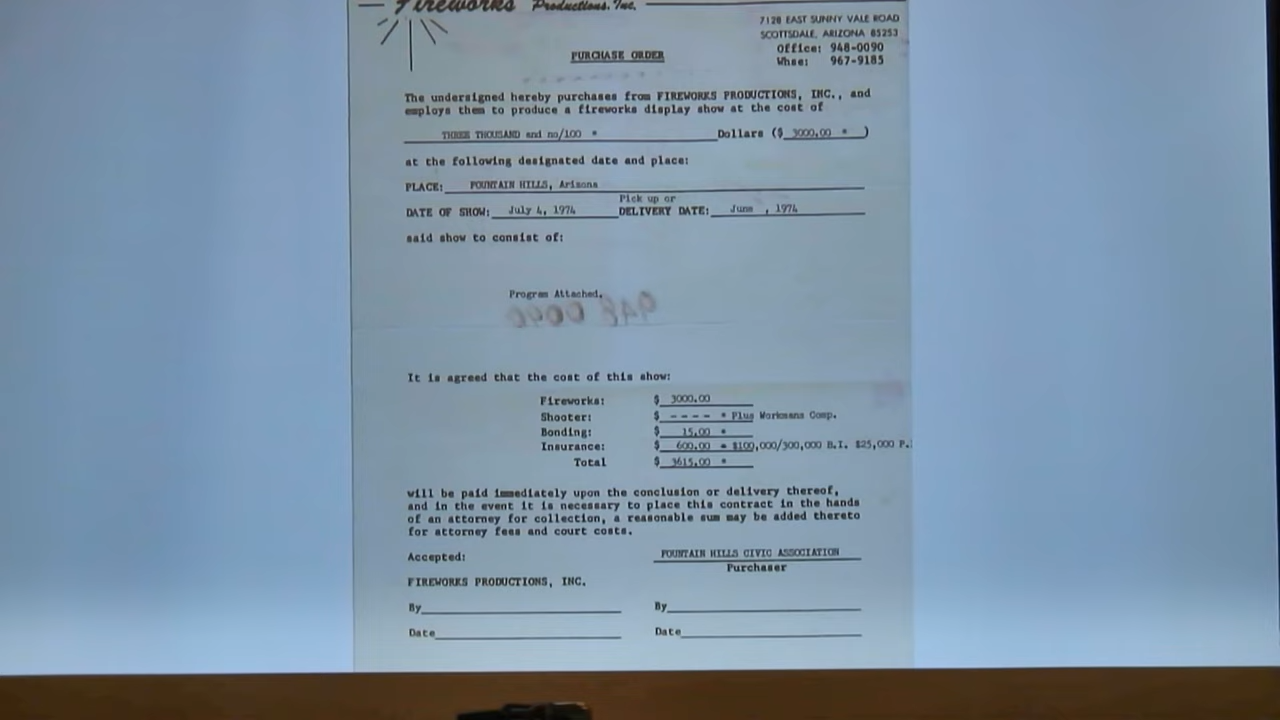 Fireworks Productions, Inc.
7128 EAST SUNNY VALE ROAD
SCOTTSDALE, ARIZONA 85253
Office: 948-0090
Whse: 967-9185
PURCHASE ORDER
The undersigned hereby purchases from FIREWORKS PRODUCTIONS, INC., and
employs them to produce a fireworks display show at the cost of
THREE THOUSAND and no/100 * Dollars ($ 3000.00 * )
at the following designated date and place:
PLACE: FOUNTAIN HILLS, Arizona
Pick up or
DATE OF SHOW: July 4, 1974 DELIVERY DATE: June , 1974
said show to consist of:
Program Attached.
948 0090
It is agreed that the cost of this show:
Fireworks: $ 3000.00
Shooter: $ ---- * Plus Workmans Comp.
Bonding: $ 15.00 *
Insurance: $ 600.00 = $100,000/300,000 B.I. $25,000 P.
Total $ 3615.00 *
will be paid immediately upon the conclusion or delivery thereof,
and in the event it is necessary to place this contract in the hands
of an attorney for collection, a reasonable sum may be added thereto
for attorney fees and court costs.
Accepted: FOUNTAIN HILLS CIVIC ASSOCIATION
Purchaser
FIREWORKS PRODUCTIONS, INC.
By By
Date Date